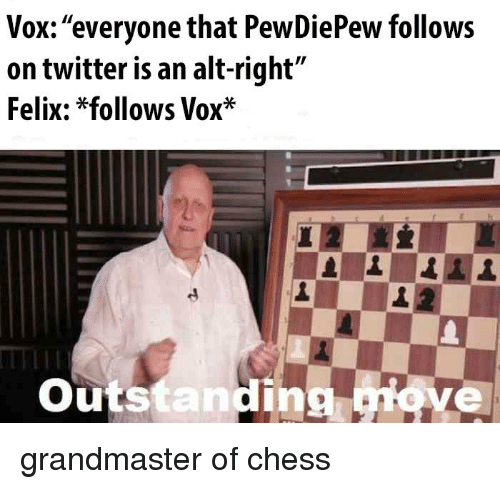 Vox: “everyone that PewDiePew follows
on twitter is an alt-right”
Felix: *follows Vox*
Outstanding move
grandmaster of chess